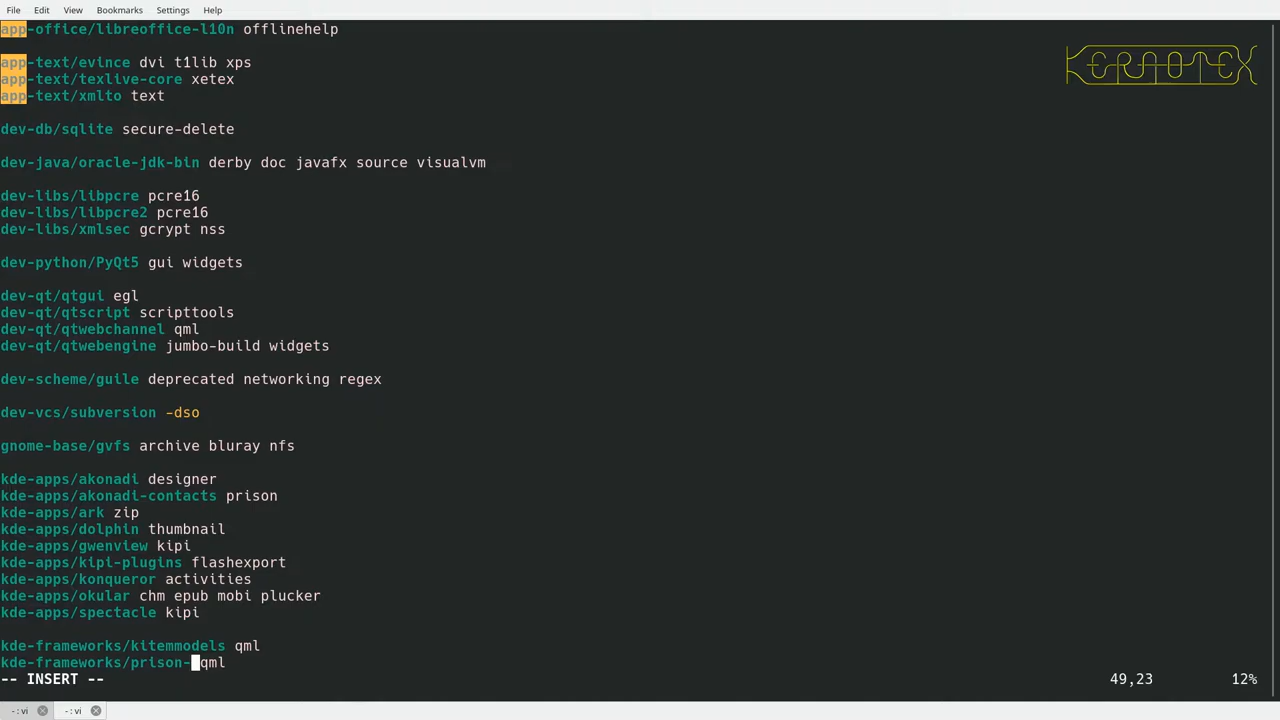 File Edit View Bookmarks Settings Help
app-office/libreoffice-l10n offlinehelp
KERNOTEX
app-text/evince dvi t1lib xps
app-text/texlive-core xetex
app-text/xmlto text
dev-db/sqlite secure-delete
dev-java/oracle-jdk-bin derby doc javafx source visualvm
dev-libs/libpcre pcre16
dev-libs/libpcre2 pcre16
dev-libs/xmlsec gcrypt nss
dev-python/PyQt5 gui widgets
dev-qt/qtgui egl
dev-qt/qtscript scripttools
dev-qt/qtwebchannel qml
dev-qt/qtwebengine jumbo-build widgets
dev-scheme/guile deprecated networking regex
dev-vcs/subversion -dso
gnome-base/gvfs archive bluray nfs
kde-apps/akonadi designer
kde-apps/akonadi-contacts prison
kde-apps/ark zip
kde-apps/dolphin thumbnail
kde-apps/gwenview kipi
kde-apps/kipi-plugins flashexport
kde-apps/konqueror activities
kde-apps/okular chm epub mobi plucker
kde-apps/spectacle kipi
kde-frameworks/kitemmodels qml
kde-frameworks/prison- qml
-- INSERT -- 49,23 12%
- : vi - : vi